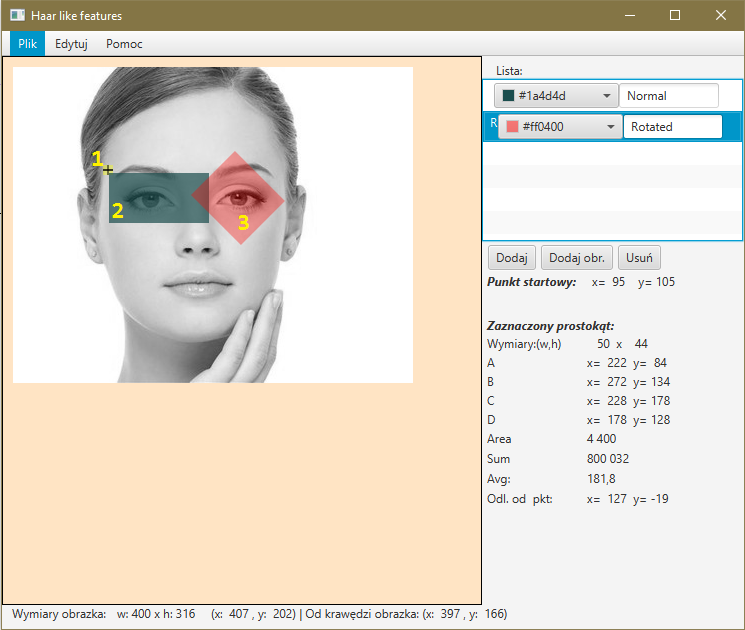 Haar like features
Plik Edytuj Pomoc
Lista:
#1a4d4d Normal
R #ff0400 Rotated
1
2
3
Dodaj Dodaj obr. Usuń
Punkt startowy: x= 95 y= 105
Zaznaczony prostokąt:
Wymiary:(w,h) 50 x 44
A x= 222 y= 84
B x= 272 y= 134
C x= 228 y= 178
D x= 178 y= 128
Area 4 400
Sum 800 032
Avg: 181,8
Odl. od pkt: x= 127 y= -19
Wymiary obrazka: w: 400 x h: 316 (x: 407 , y: 202) | Od krawędzi obrazka: (x: 397 , y: 166)